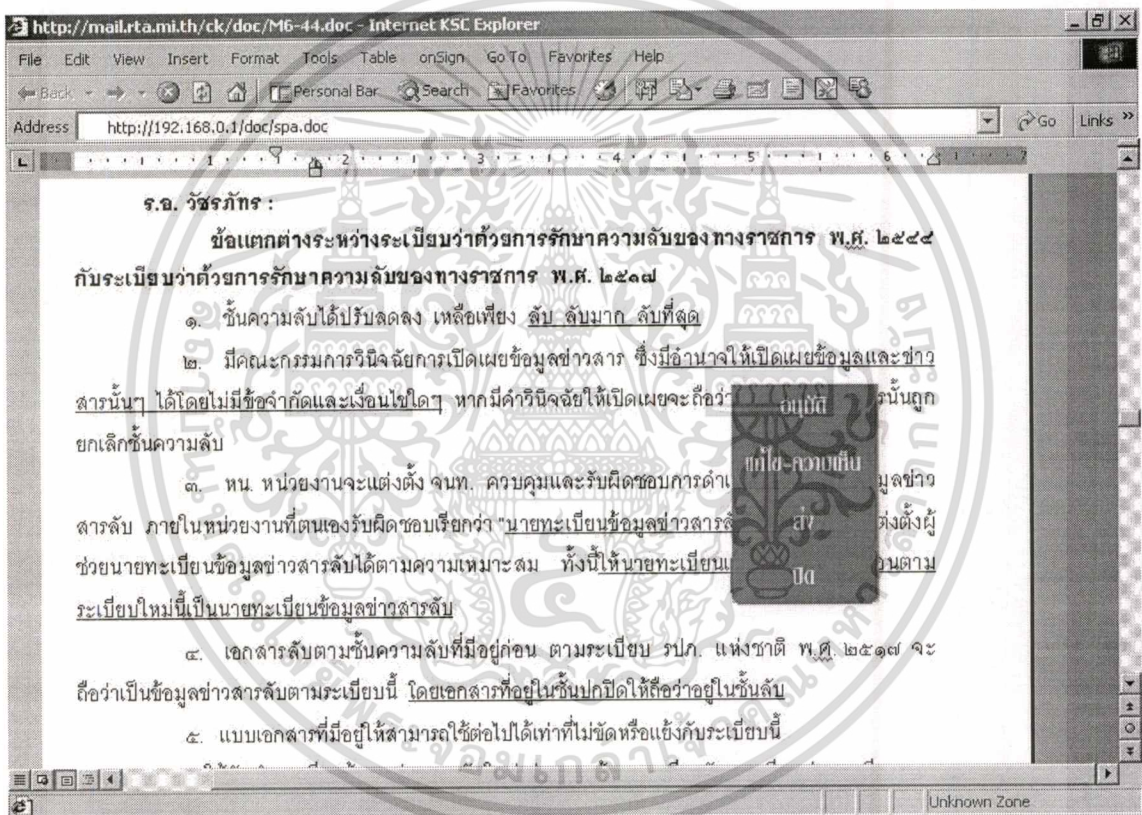 http://mail.rta.mi.th/ck/doc/M6-44.doc - Internet KSC Explorer
File Edit View Insert Format Tools Table onSign Go To Favorites Help
Back Personal Bar Search Favorites
Address http://192.168.0.1/doc/spa.doc Go Links »
1 2 3 4 5 6 7
ร.อ. วัชรภัทร :
ข้อแตกต่างระหว่างระเบียบว่าด้วยการรักษาความลับของทางราชการ พ.ศ. ๒๕๔๔
กับระเบียบว่าด้วยการรักษาความลับของทางราชการ พ.ศ. ๒๕๑๗
๑. ชั้นความลับได้ปรับลดลง เหลือเพียง ลับ ลับมาก ลับที่สุด
๒. มีคณะกรรมการวินิจฉัยการเปิดเผยข้อมูลข่าวสาร ซึ่งมีอำนาจให้เปิดเผยข้อมูลและข่าว
สารนั้นๆ ได้โดยไม่มีข้อจำกัดและเงื่อนไขใดๆ หากมีคำวินิจฉัยให้เปิดเผยจะถือว่า รนั้นถูก
ยกเลิกชั้นความลับ
๓. หน. หน่วยงานจะแต่งตั้ง จนท. ควบคุมและรับผิดชอบการดำเ มูลข่าว
สารลับ ภายในหน่วยงานที่ตนเองรับผิดชอบเรียกว่า "นายทะเบียนข้อมูลข่าวสารลั ต่งตั้งผู้
ช่วยนายทะเบียนข้อมูลข่าวสารลับได้ตามความเหมาะสม ทั้งนี้ให้นายทะเบียนเ อนตาม
ระเบียบใหม่นี้เป็นนายทะเบียนข้อมูลข่าวสารลับ
อนุมัติ
แก้ไข-ความเห็น
ส่ง
ปิด
๔. เอกสารลับตามชั้นความลับที่มีอยู่ก่อน ตามระเบียบ รปภ. แห่งชาติ พ.ศ. ๒๕๑๗ จะ
ถือว่าเป็นข้อมูลข่าวสารลับตามระเบียบนี้ โดยเอกสารที่อยู่ในชั้นปกปิดให้ถือว่าอยู่ในชั้นลับ
๕. แบบเอกสารที่มีอยู่ให้สามารถใช้ต่อไปได้เท่าที่ไม่ขัดหรือแย้งกับระเบียบนี้
Unknown Zone